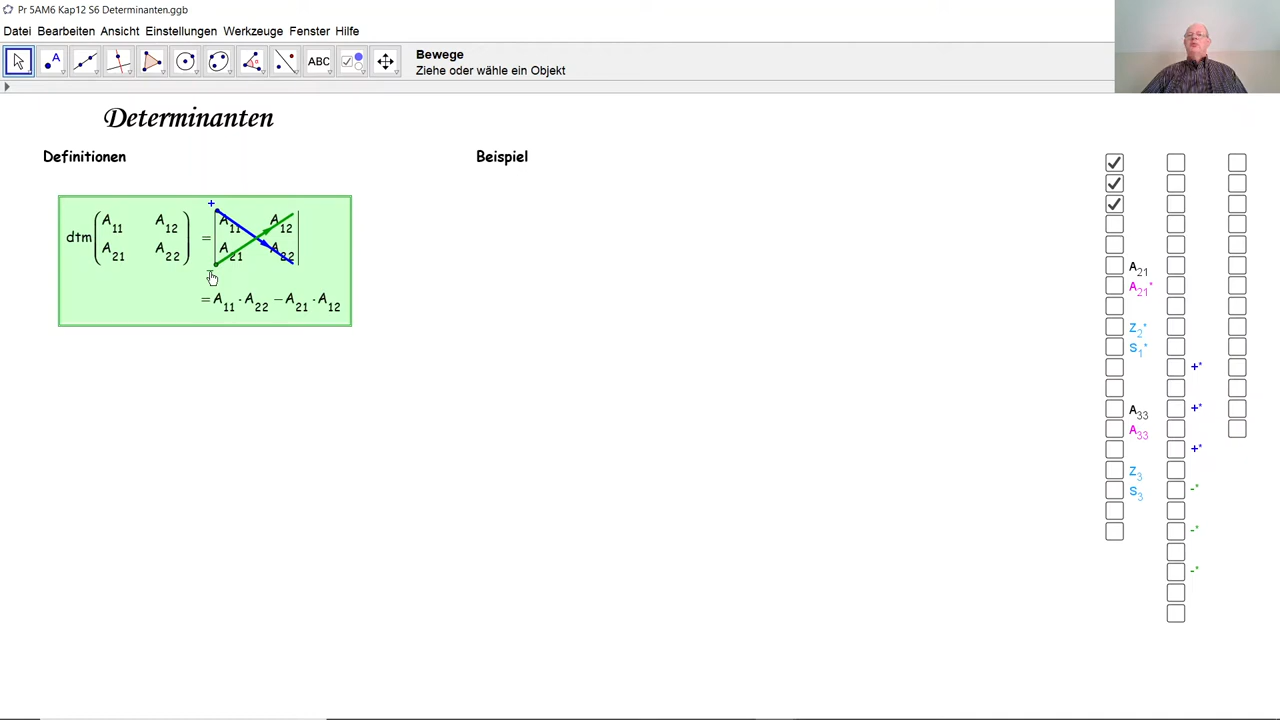 Pr 5AM6 Kap12 S6 Determinanten.ggb
Datei Bearbeiten Ansicht Einstellungen Werkzeuge Fenster Hilfe
ABC
Bewege
Ziehe oder wähle ein Objekt
Determinanten
Definitionen
Beispiel
+
dtm ( A11 A12 ) = | A11 A12 |
( A21 A22 ) | A21 A22 |
−
= A11 · A22 − A21 · A12
A21
A21*
Z2*
S1*
A33
A33
Z3
S3
+*
+*
+*
-*
-*
-*